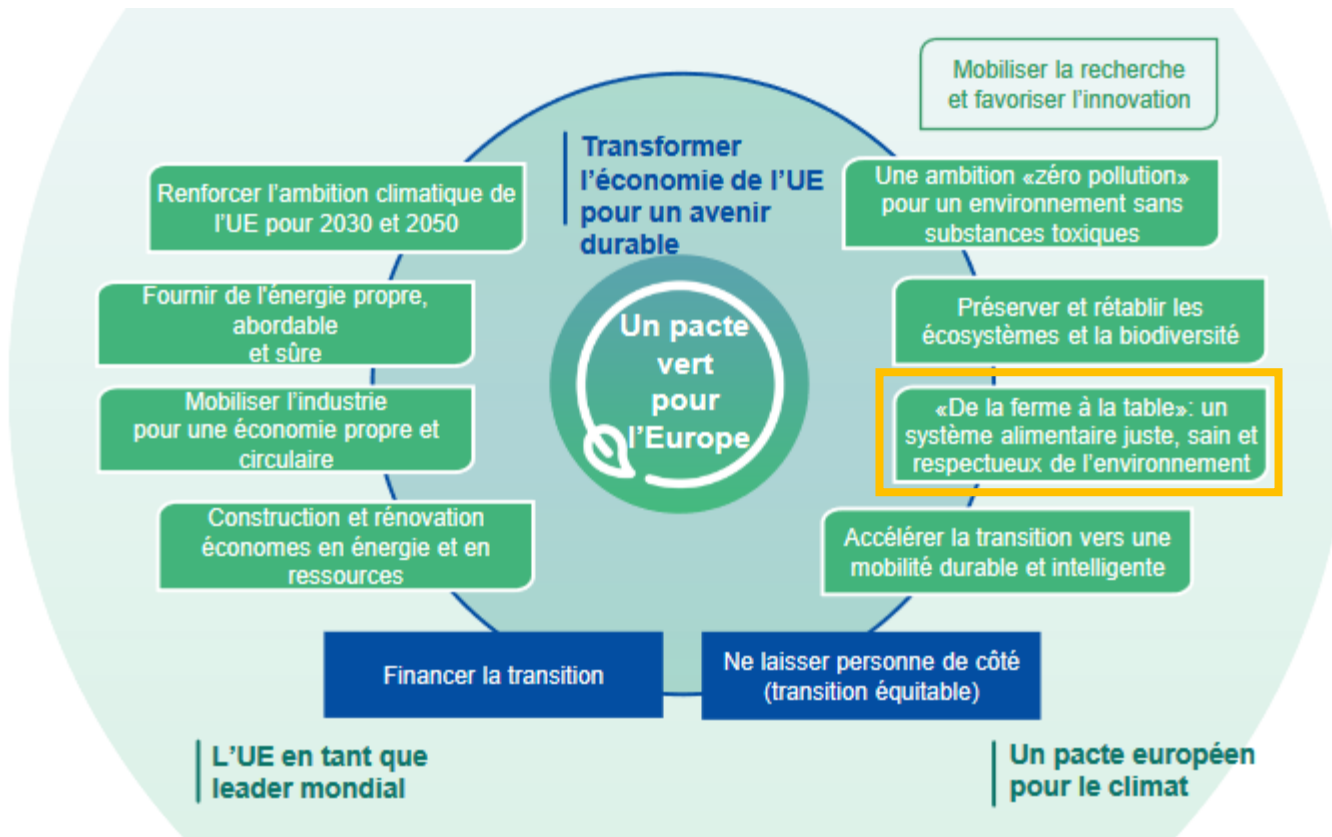 Mobiliser la recherche
et favoriser l'innovation
Transformer
l'économie de l'UE
pour un avenir
durable
Renforcer l'ambition climatique de
l'UE pour 2030 et 2050
Une ambition «zéro pollution»
pour un environnement sans
substances toxiques
Fournir de l'énergie propre,
abordable
et sûre
Préserver et rétablir les
écosystèmes et la biodiversité
Un pacte
vert
pour
l'Europe
Mobiliser l'industrie
pour une économie propre et
circulaire
«De la ferme à la table»: un
système alimentaire juste, sain et
respectueux de l'environnement
Construction et rénovation
économes en énergie et en
ressources
Accélérer la transition vers une
mobilité durable et intelligente
Financer la transition
Ne laisser personne de côté
(transition équitable)
L'UE en tant que
leader mondial
Un pacte européen
pour le climat